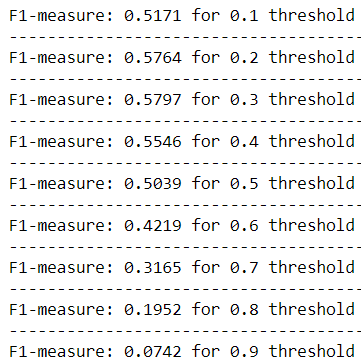 F1-measure: 0.5171 for 0.1 threshold
----------------------------------------
F1-measure: 0.5764 for 0.2 threshold
----------------------------------------
F1-measure: 0.5797 for 0.3 threshold
----------------------------------------
F1-measure: 0.5546 for 0.4 threshold
----------------------------------------
F1-measure: 0.5039 for 0.5 threshold
----------------------------------------
F1-measure: 0.4219 for 0.6 threshold
----------------------------------------
F1-measure: 0.3165 for 0.7 threshold
----------------------------------------
F1-measure: 0.1952 for 0.8 threshold
----------------------------------------
F1-measure: 0.0742 for 0.9 threshold